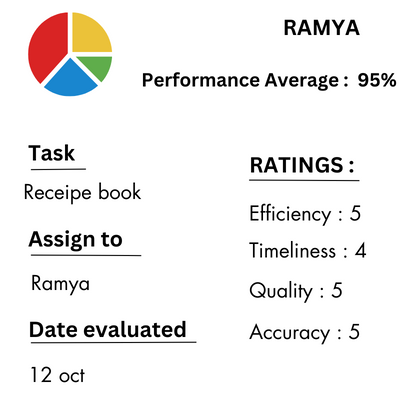 RAMYA
Performance Average : 95%
Task
Receipe book
Assign to
Ramya
Date evaluated
12 oct
RATINGS :
Efficiency : 5
Timeliness : 4
Quality : 5
Accuracy : 5